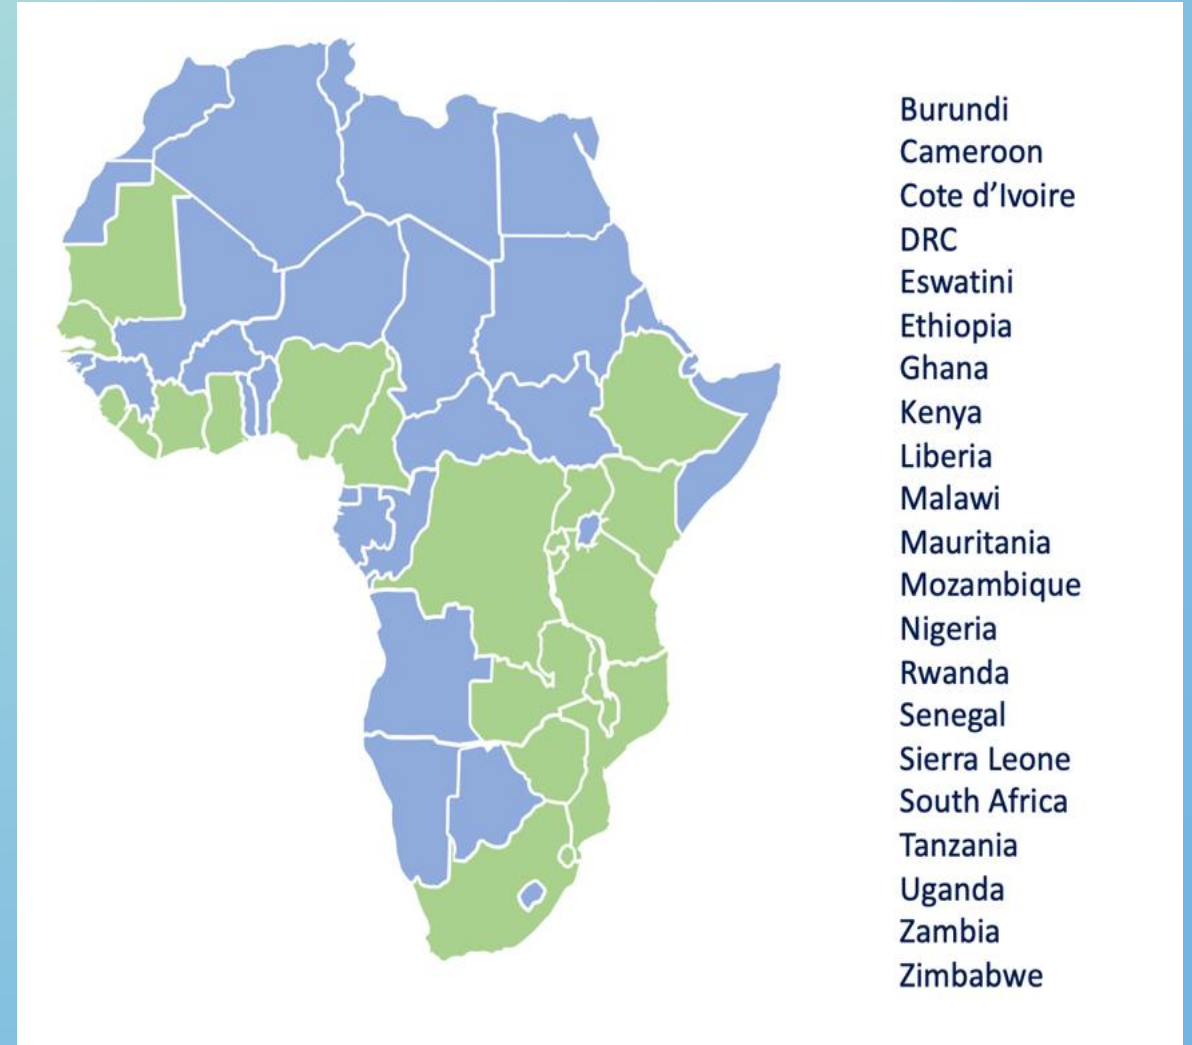 Burundi
Cameroon
Cote d’Ivoire
DRC
Eswatini
Ethiopia
Ghana
Kenya
Liberia
Malawi
Mauritania
Mozambique
Nigeria
Rwanda
Senegal
Sierra Leone
South Africa
Tanzania
Uganda
Zambia
Zimbabwe